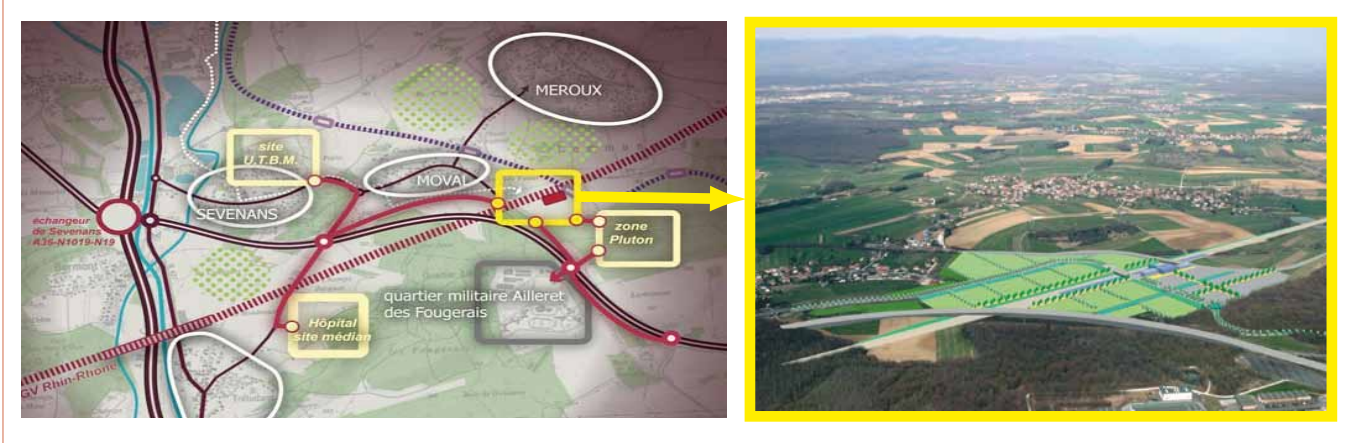 MEROUX
site
U.T.B.M.
MOVAL
SEVENANS
échangeur
de Sevenans
A36-N1019-N19
zone
Pluton
quartier militaire Ailleret
des Fougerais
Hôpital
site médian
GV Rhin-Rhone